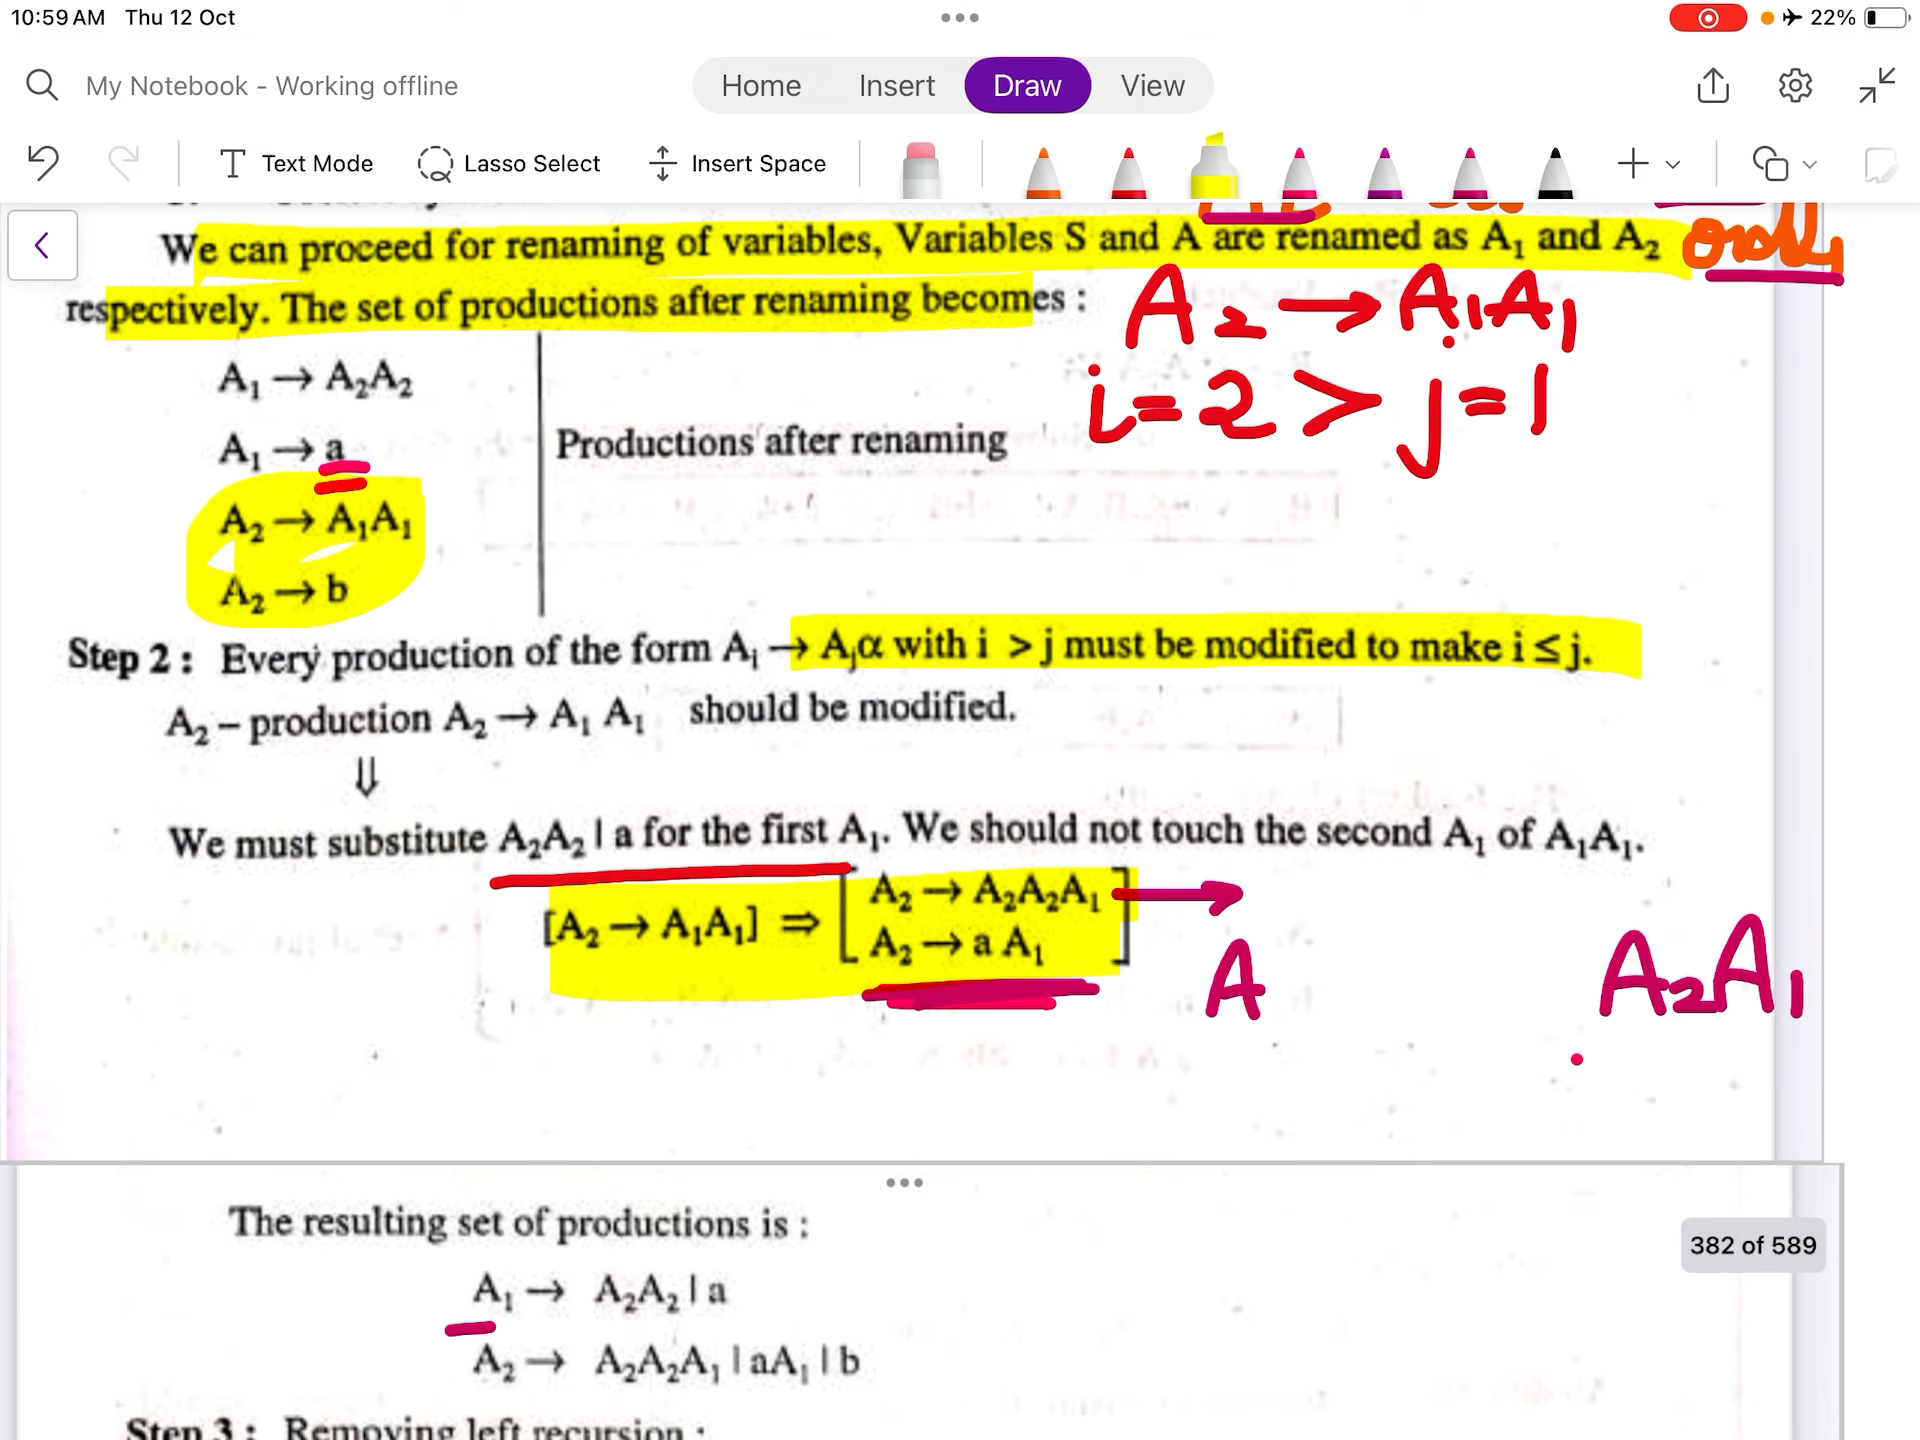 10:59 AM Thu 12 Oct
22%
My Notebook - Working offline
Home Insert Draw View
Text Mode Lasso Select Insert Space
We can proceed for renaming of variables, Variables S and A are renamed as A₁ and A₂
respectively. The set of productions after renaming becomes :
A₂ → A₁A₁
A₁ → A₂A₂
i=2 > j=1
A₁ → a
Productions after renaming
A₂ → A₁A₁
A₂ → b
Step 2 : Every production of the form Aᵢ → Aⱼα with i > j must be modified to make i ≤ j.
A₂ – production A₂ → A₁ A₁ should be modified.
⇓
We must substitute A₂A₂ | a for the first A₁. We should not touch the second A₁ of A₁A₁.
[A₂ → A₁A₁] ⇒ [A₂ → A₂A₂A₁
A₂ → a A₁]
→
A A₂A₁
The resulting set of productions is :
382 of 589
A₁ → A₂A₂ | a
A₂ → A₂A₂A₁ | aA₁ | b
Step 3 : Removing left recursion :